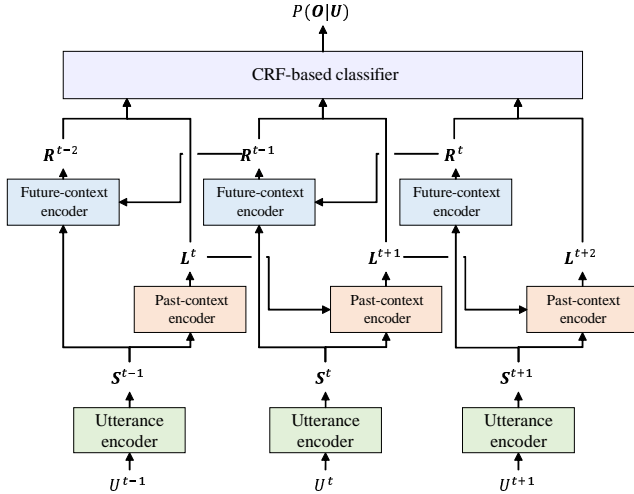 P(O|U)
CRF-based classifier
R^{t-2} R^{t-1} R^{t}
Future-context encoder
Future-context encoder
Future-context encoder
L^{t} L^{t+1} L^{t+2}
Past-context encoder
Past-context encoder
Past-context encoder
S^{t-1} S^{t} S^{t+1}
Utterance encoder
Utterance encoder
Utterance encoder
U^{t-1} U^{t} U^{t+1}